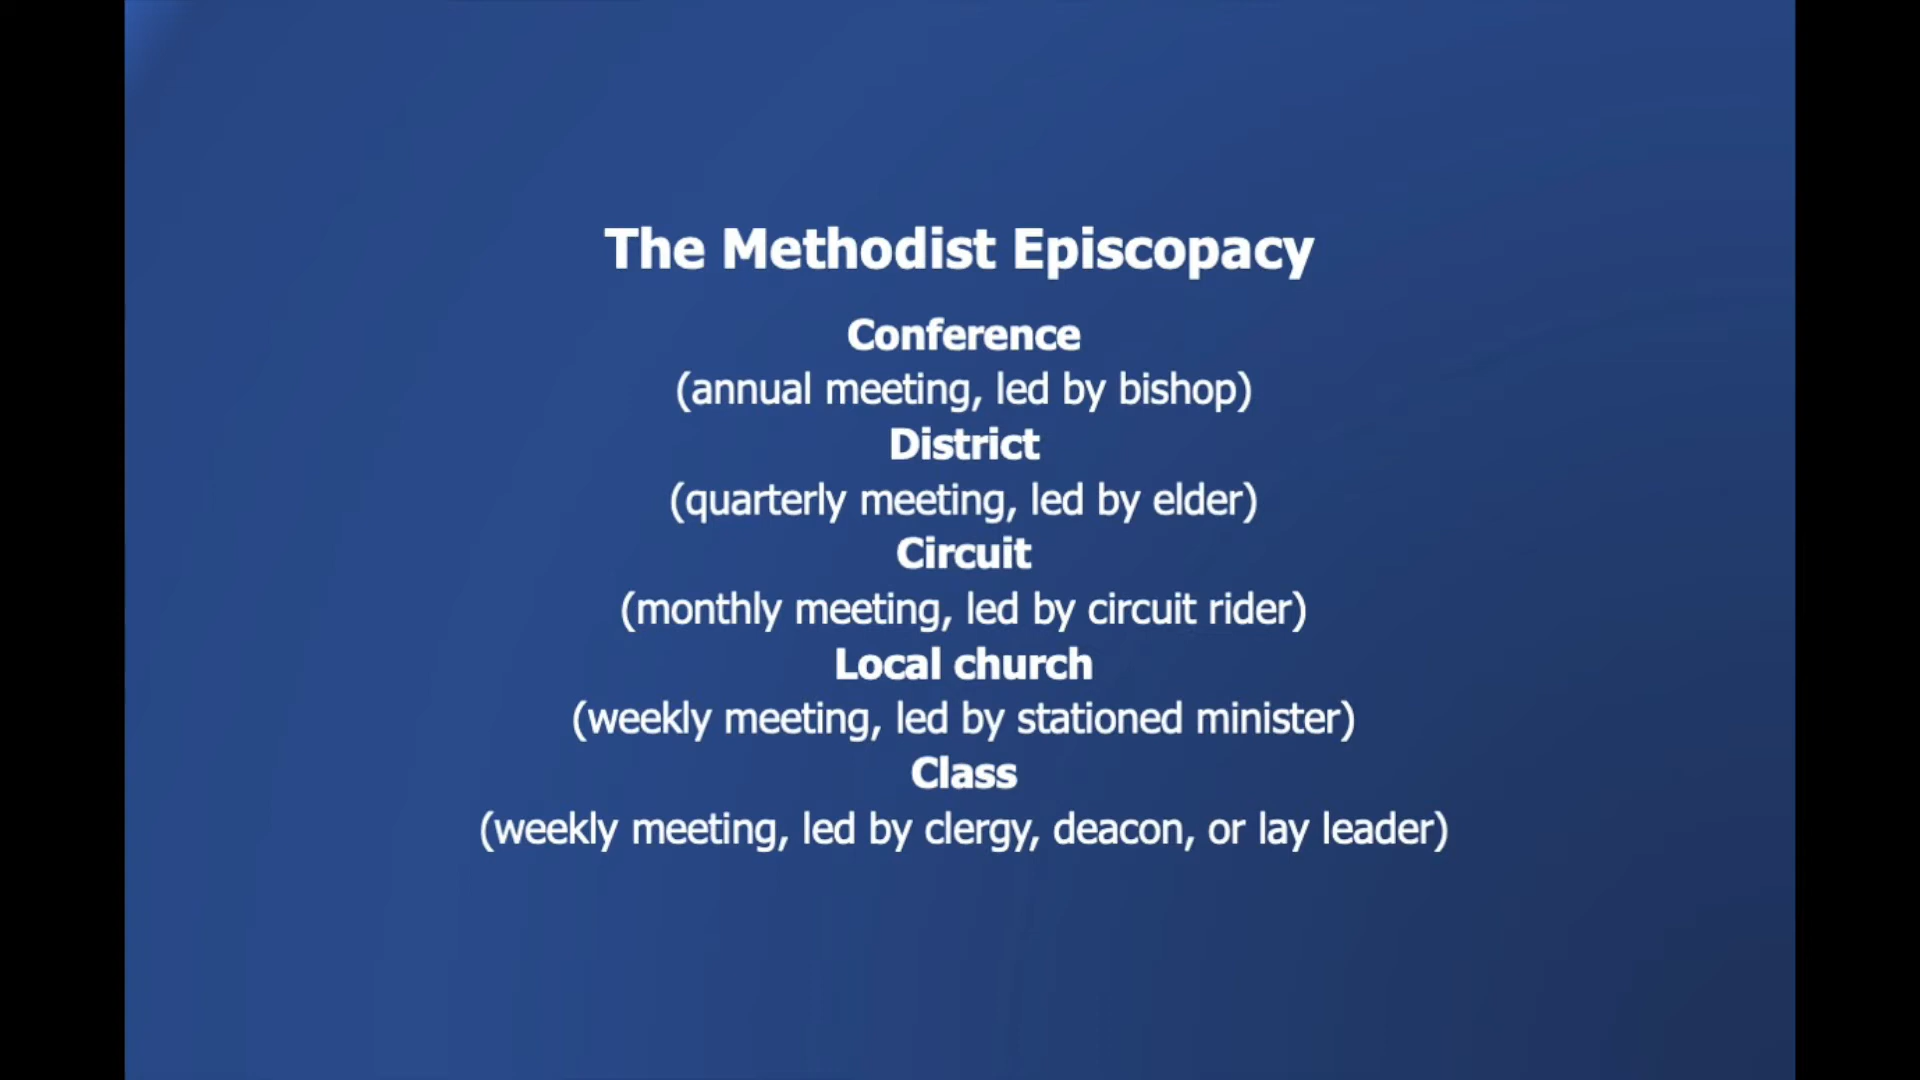 The Methodist Episcopacy
Conference
(annual meeting, led by bishop)
District
(quarterly meeting, led by elder)
Circuit
(monthly meeting, led by circuit rider)
Local church
(weekly meeting, led by stationed minister)
Class
(weekly meeting, led by clergy, deacon, or lay leader)